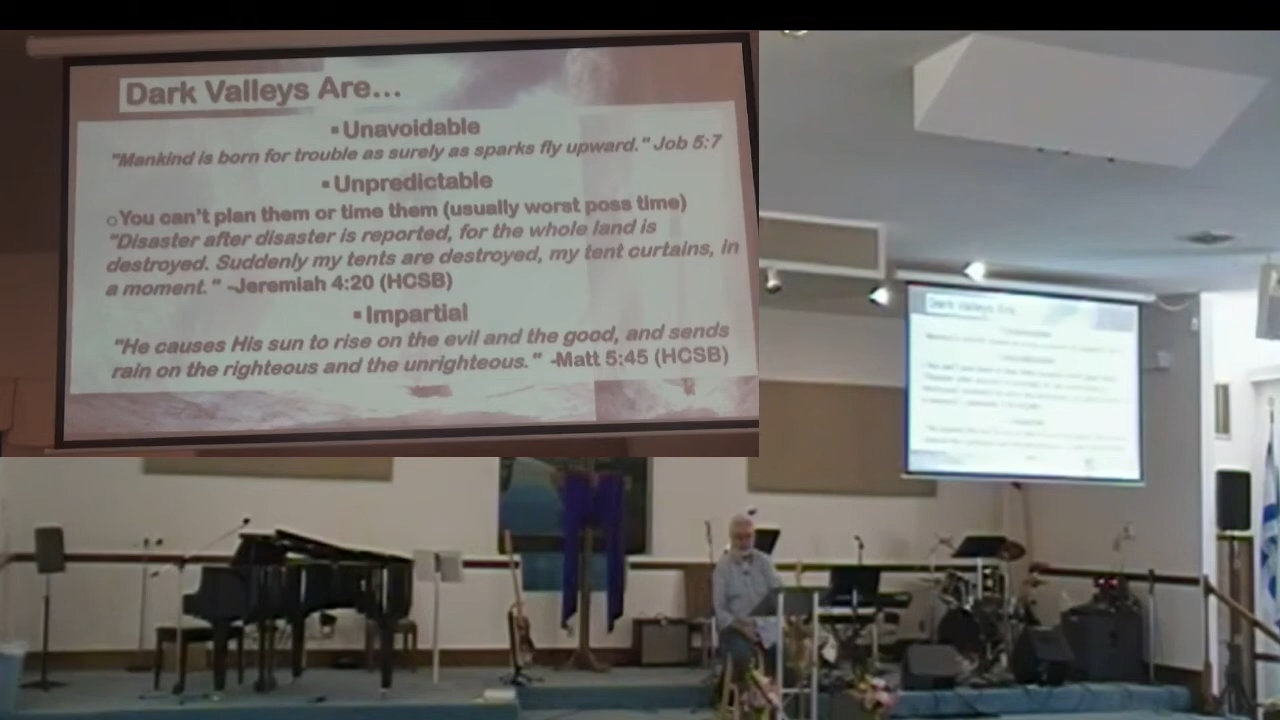 Dark Valleys Are...
▪ Unavoidable
"Mankind is born for trouble as surely as sparks fly upward." Job 5:7
▪ Unpredictable
○ You can't plan them or time them (usually worst poss time)
"Disaster after disaster is reported, for the whole land is
destroyed. Suddenly my tents are destroyed, my tent curtains, in
a moment." -Jeremiah 4:20 (HCSB)
▪ Impartial
"He causes His sun to rise on the evil and the good, and sends
rain on the righteous and the unrighteous." -Matt 5:45 (HCSB)
Dark Valleys Are...